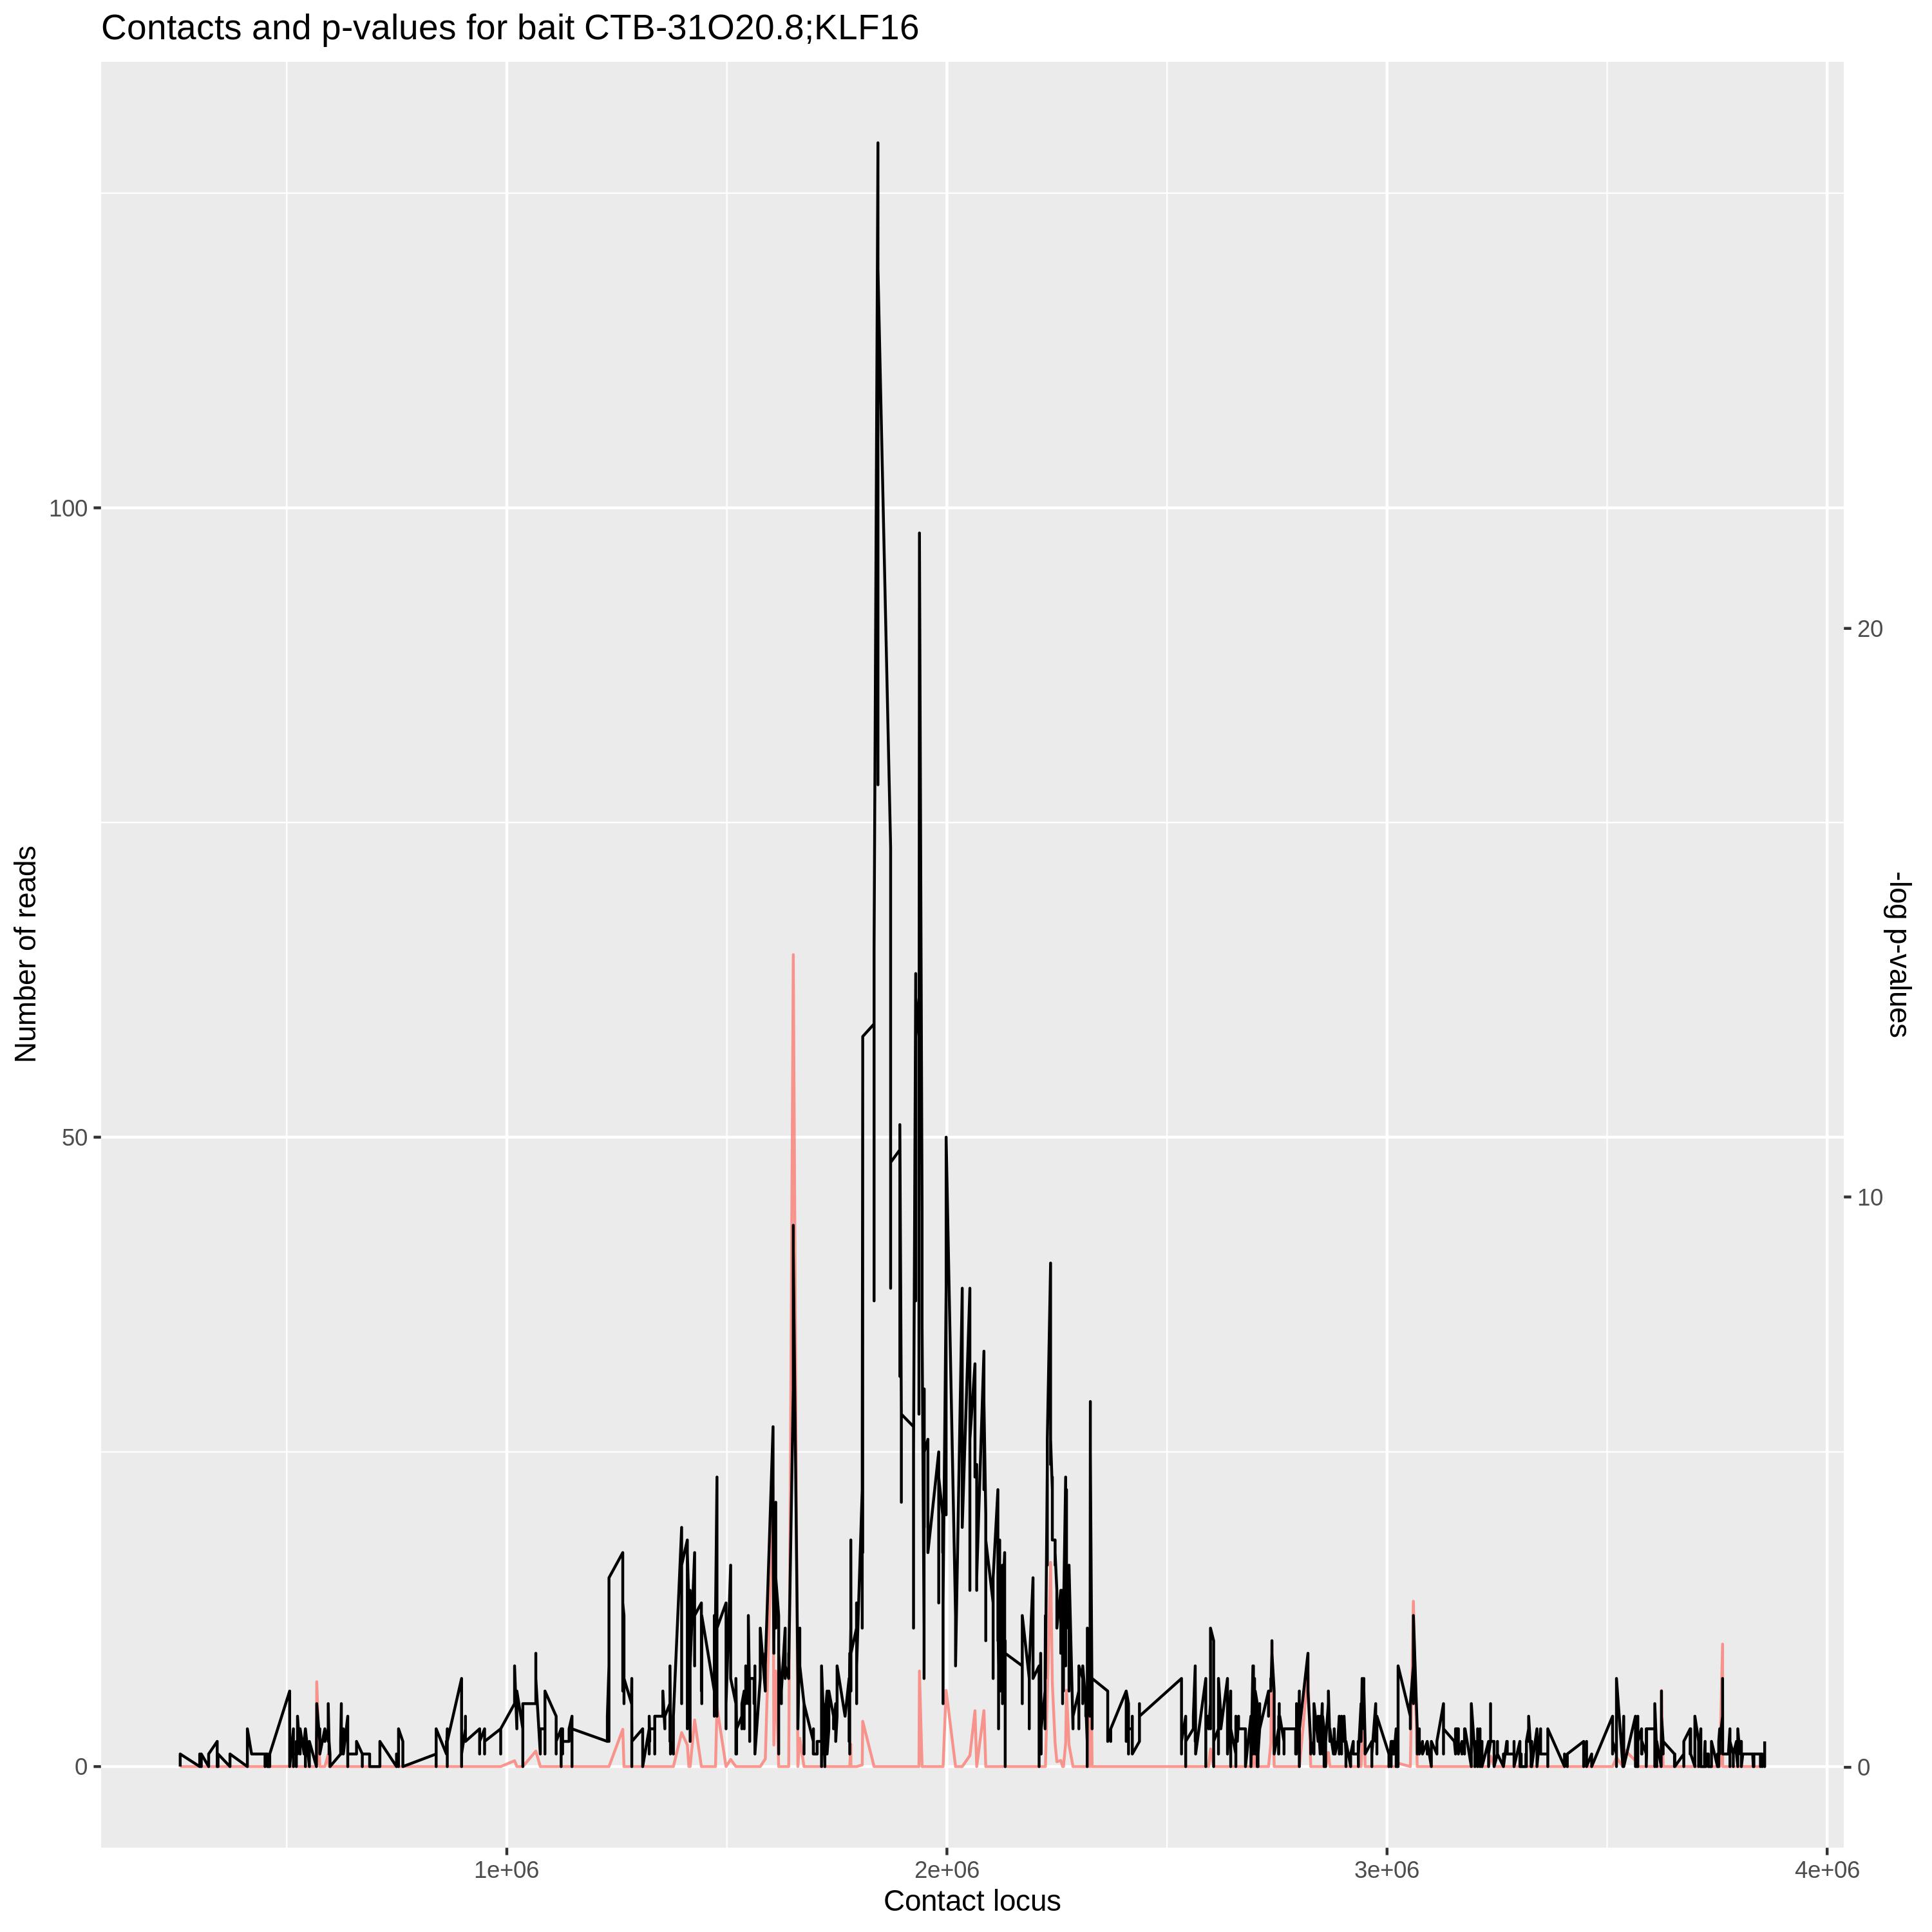 Contacts and p-values for bait CTB-31O20.8;KLF16
Number of reads
100
50
0
20
10
0
-log p-values
1e+06
2e+06
3e+06
4e+06
Contact locus